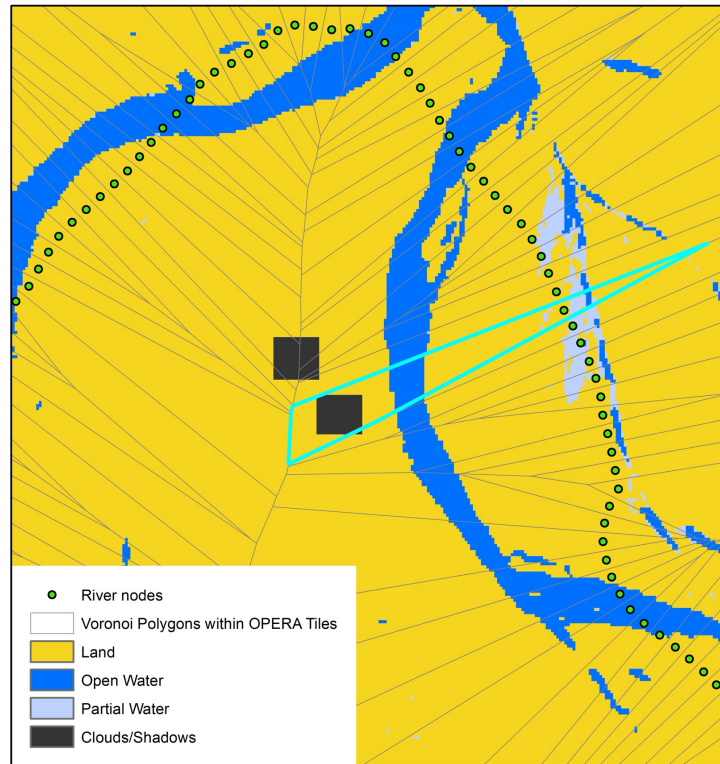 River nodes
Voronoi Polygons within OPERA Tiles
Land
Open Water
Partial Water
Clouds/Shadows